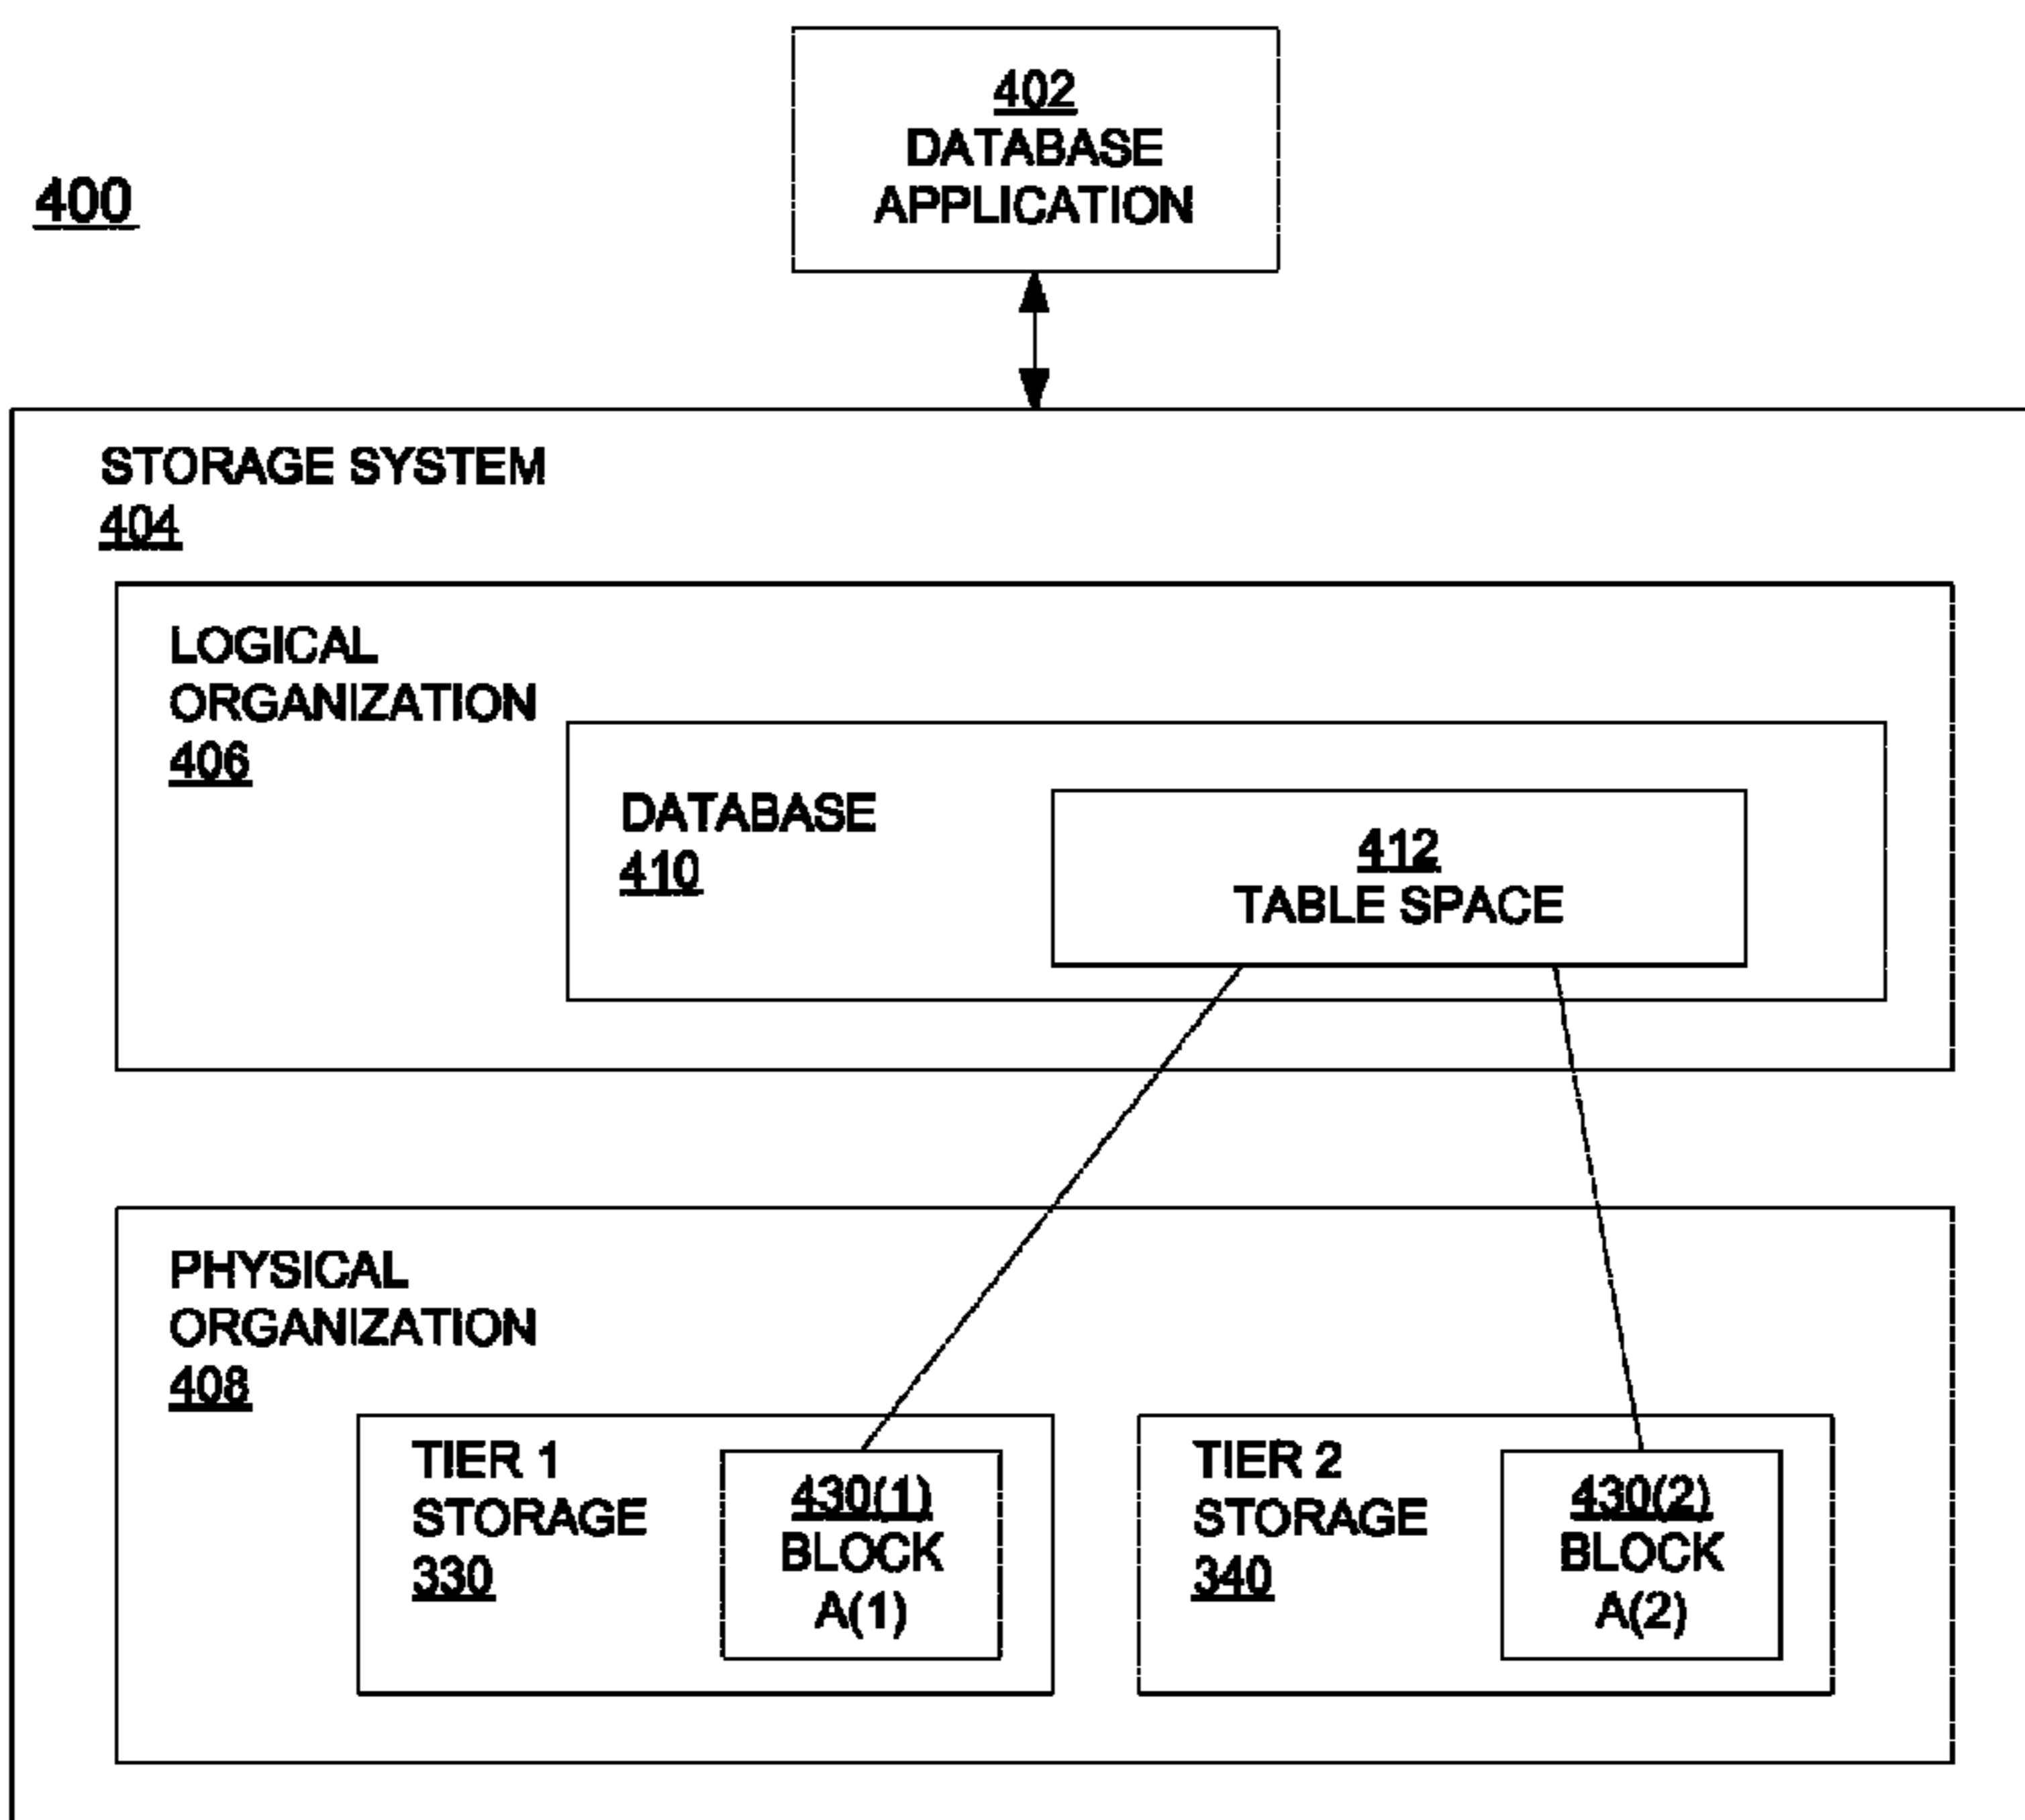 402
DATABASE
APPLICATION
400
STORAGE SYSTEM
404
LOGICAL
ORGANIZATION
406
DATABASE
410
412
TABLE SPACE
PHYSICAL
ORGANIZATION
408
TIER 1
STORAGE
330
430(1)
BLOCK
A(1)
TIER 2
STORAGE
340
430(2)
BLOCK
A(2)